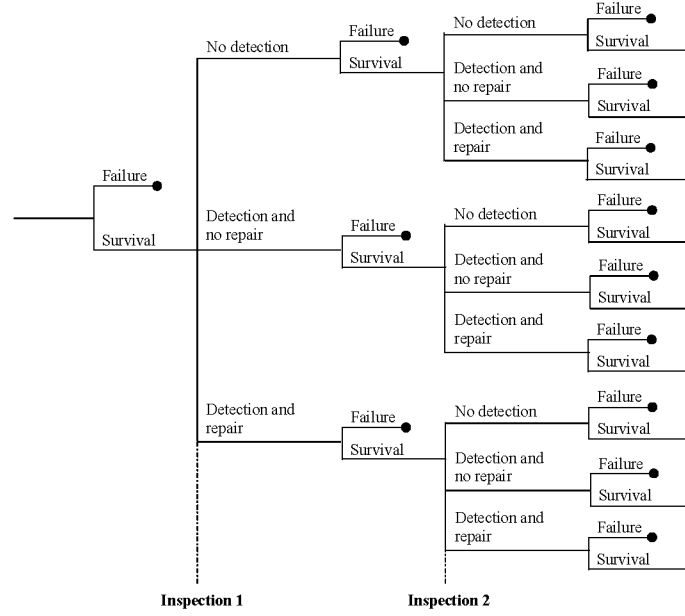 Failure
Survival
No detection
Detection and
no repair
Detection and
repair
Failure
Survival
Failure
Survival
Failure
Survival
No detection
Detection and
no repair
Detection and
repair
No detection
Detection and
no repair
Detection and
repair
No detection
Detection and
no repair
Detection and
repair
Failure
Survival
Failure
Survival
Failure
Survival
Failure
Survival
Failure
Survival
Failure
Survival
Failure
Survival
Failure
Survival
Failure
Survival
Inspection 1
Inspection 2